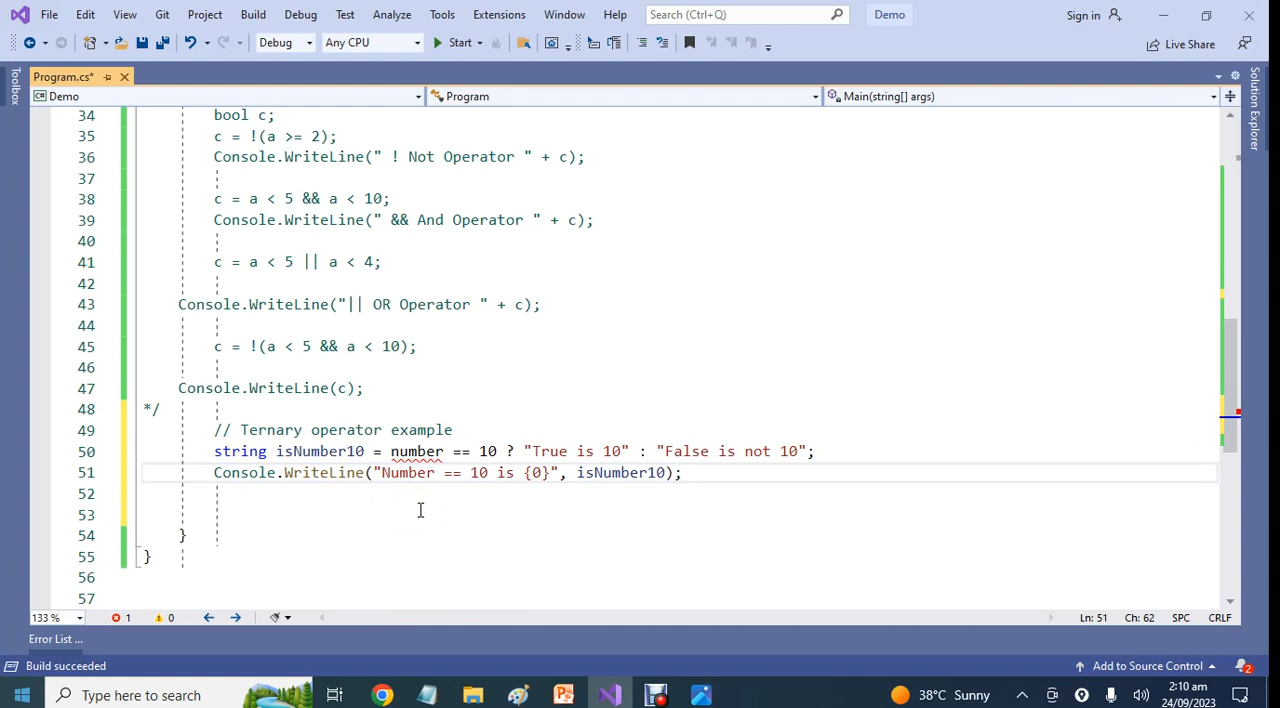 File Edit View Git Project Build Debug Test Analyze Tools Extensions Window Help Search (Ctrl+Q) Demo Sign in
Debug Any CPU Start Live Share
Toolbox
Solution Explorer
Program.cs*
Demo Program Main(string[] args)
34 bool c;
35 c = !(a >= 2);
36 Console.WriteLine(" ! Not Operator " + c);
37
38 c = a < 5 && a < 10;
39 Console.WriteLine(" && And Operator " + c);
40
41 c = a < 5 || a < 4;
42
43 Console.WriteLine("|| OR Operator " + c);
44
45 c = !(a < 5 && a < 10);
46
47 Console.WriteLine(c);
48 */
49 // Ternary operator example
50 string isNumber10 = number == 10 ? "True is 10" : "False is not 10";
51 Console.WriteLine("Number == 10 is {0}", isNumber10);
52
53
54 }
55 }
56
57
133 % 1 0 Ln: 51 Ch: 62 SPC CRLF
Error List ...
Build succeeded Add to Source Control 2
Type here to search 38°C Sunny 2:10 am
24/09/2023